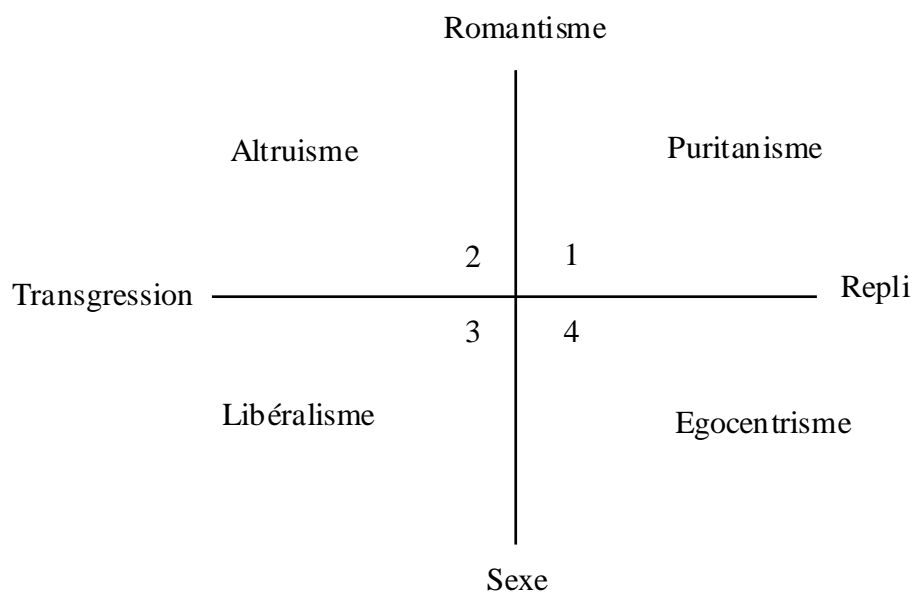 Romantisme
Altruisme
Puritanisme
2
1
Transgression
Repli
3
4
Libéralisme
Egocentrisme
Sexe